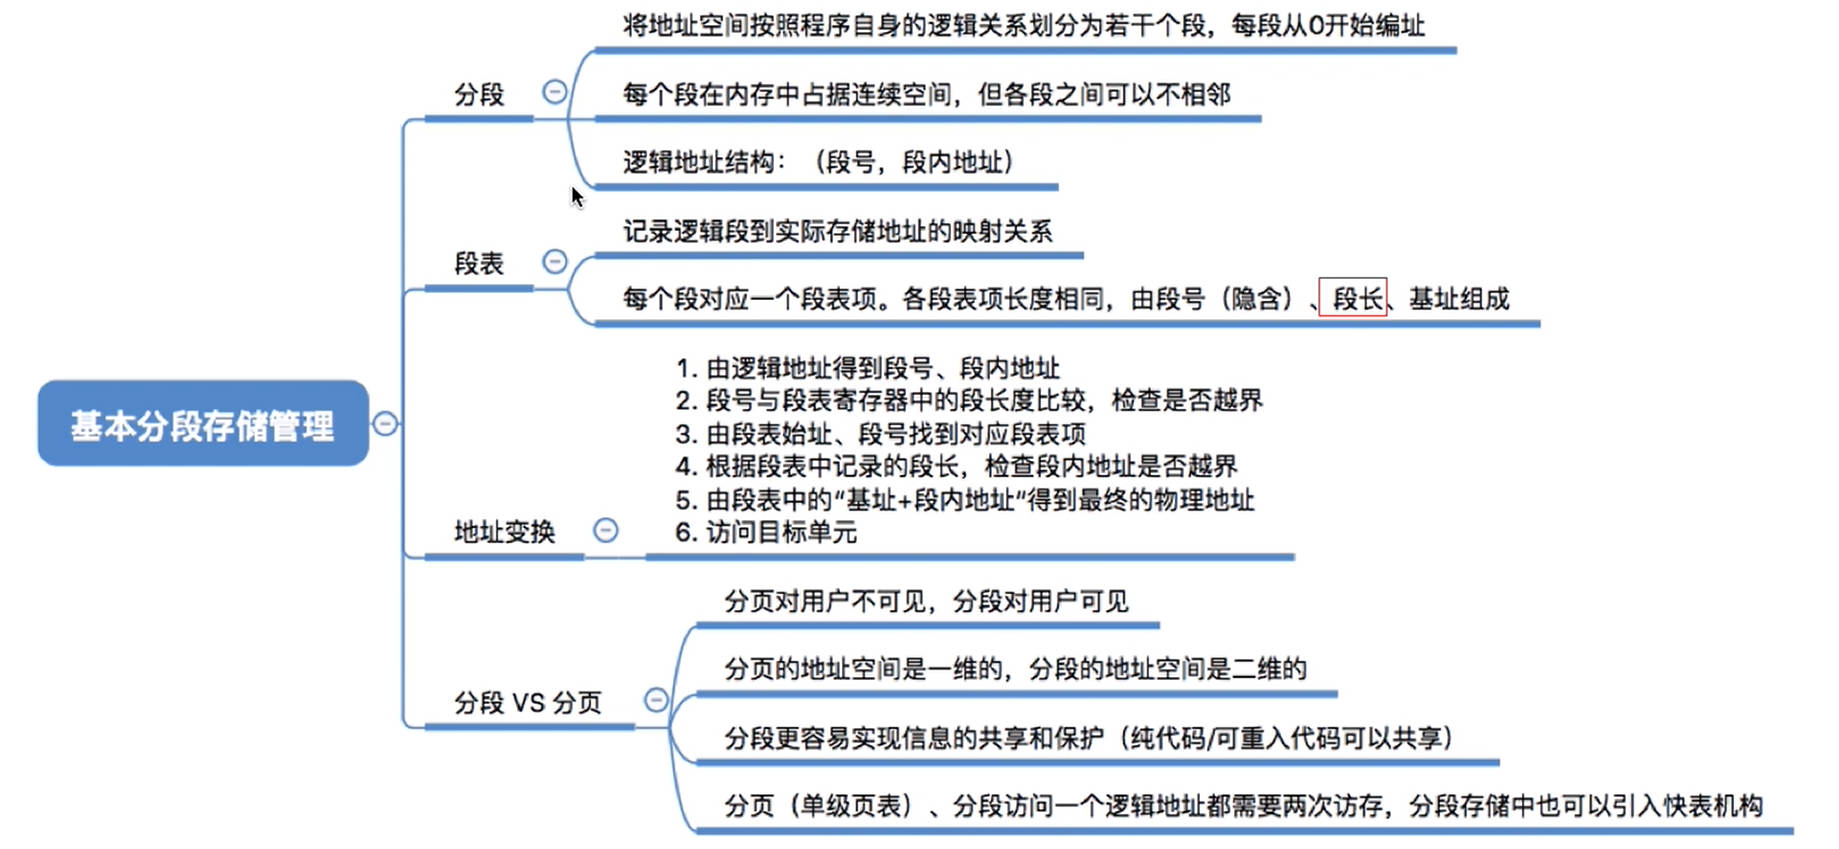 将地址空间按照程序自身的逻辑关系划分为若干个段，每段从0开始编址
分段
每个段在内存中占据连续空间，但各段之间可以不相邻
逻辑地址结构：（段号，段内地址）
记录逻辑段到实际存储地址的映射关系
段表
每个段对应一个段表项。各段表项长度相同，由段号（隐含）、段长、基址组成
基本分段存储管理
1. 由逻辑地址得到段号、段内地址
2. 段号与段表寄存器中的段长度比较，检查是否越界
3. 由段表始址、段号找到对应段表项
4. 根据段表中记录的段长，检查段内地址是否越界
5. 由段表中的“基址+段内地址”得到最终的物理地址
6. 访问目标单元
地址变换
分页对用户不可见，分段对用户可见
分页的地址空间是一维的，分段的地址空间是二维的
分段 VS 分页
分段更容易实现信息的共享和保护（纯代码/可重入代码可以共享）
分页（单级页表）、分段访问一个逻辑地址都需要两次访存，分段存储中也可以引入快表机构